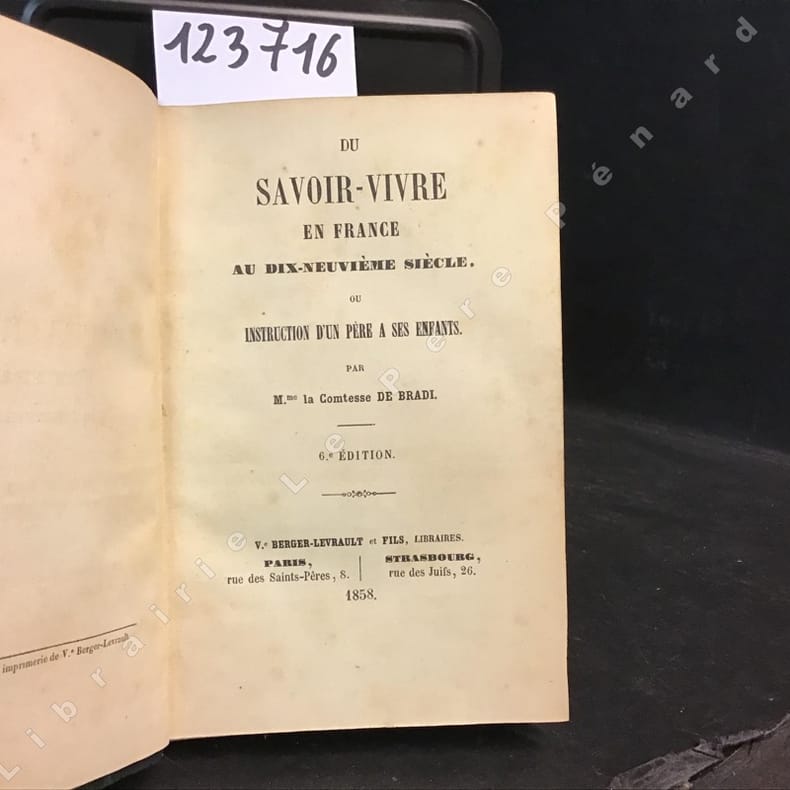 123716
DU
SAVOIR-VIVRE
EN FRANCE
AU DIX-NEUVIÈME SIÈCLE.
OU
INSTRUCTION D'UN PÈRE A SES ENFANTS.
PAR
M.me la Comtesse DE BRADI.
6.e ÉDITION.
V.e BERGER-LEVRAULT et FILS, LIBRAIRES.
PARIS,
rue des Saints-Pères, 8.
STRASBOURG,
rue des Juifs, 26.
1858.
imprimerie de V.e Berger-Levrault
Librairie Le Père Pénard